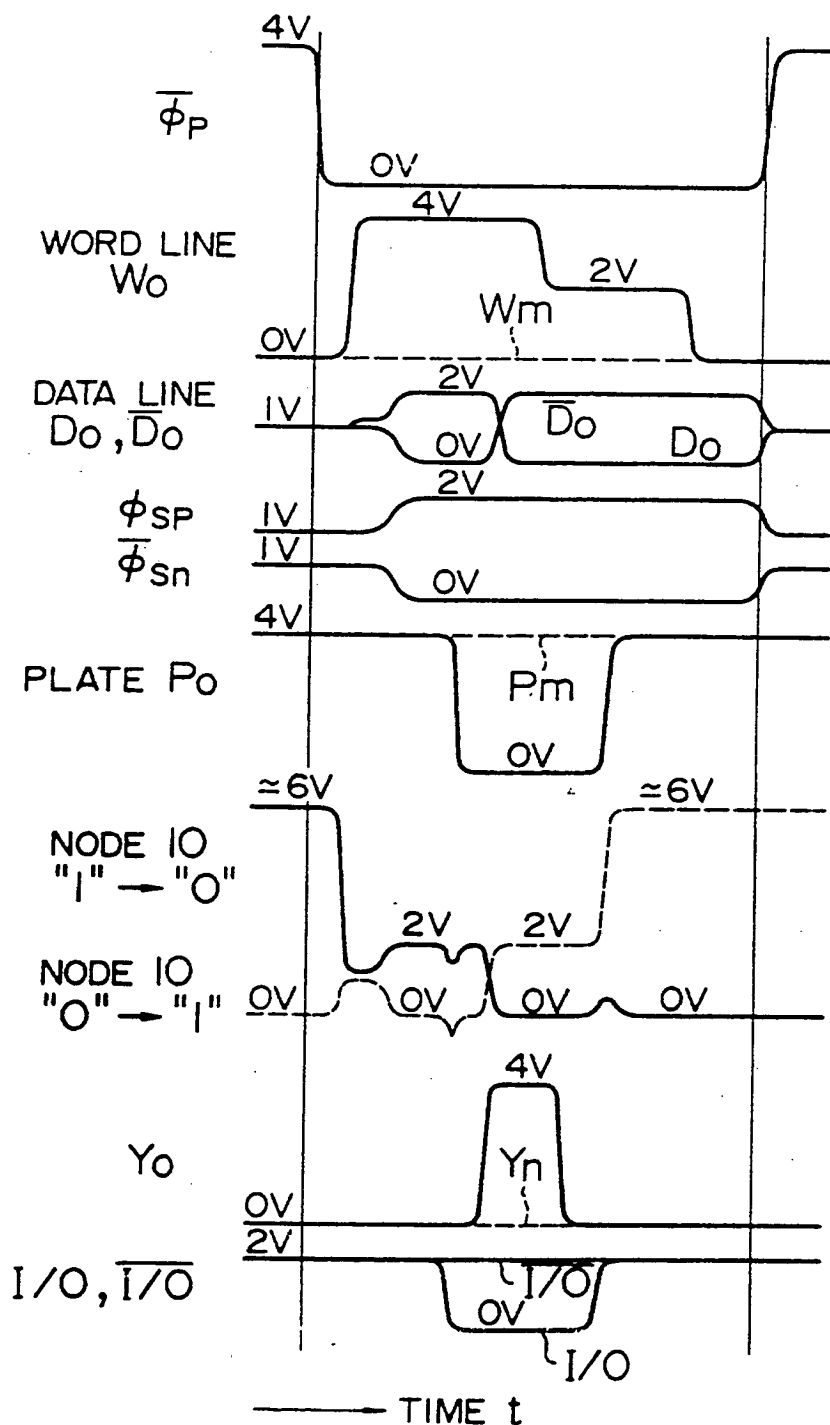 4V
φ̅P
0V
4V
WORD LINE
W0
2V
Wm
0V
DATA LINE
D0, D̅0
2V
1V
D̅0
0V
D0
2V
φSP
1V
φ̅Sn
1V
0V
4V
PLATE P0
Pm
0V
≃6V
≃6V
NODE 10
"1" → "0"
2V
2V
NODE 10
"0" → "1"
0V
0V
0V
0V
4V
Y0
Yn
0V
2V
I/O, I̅/̅O̅
I̅/̅O̅
0V
I/O
→ TIME t